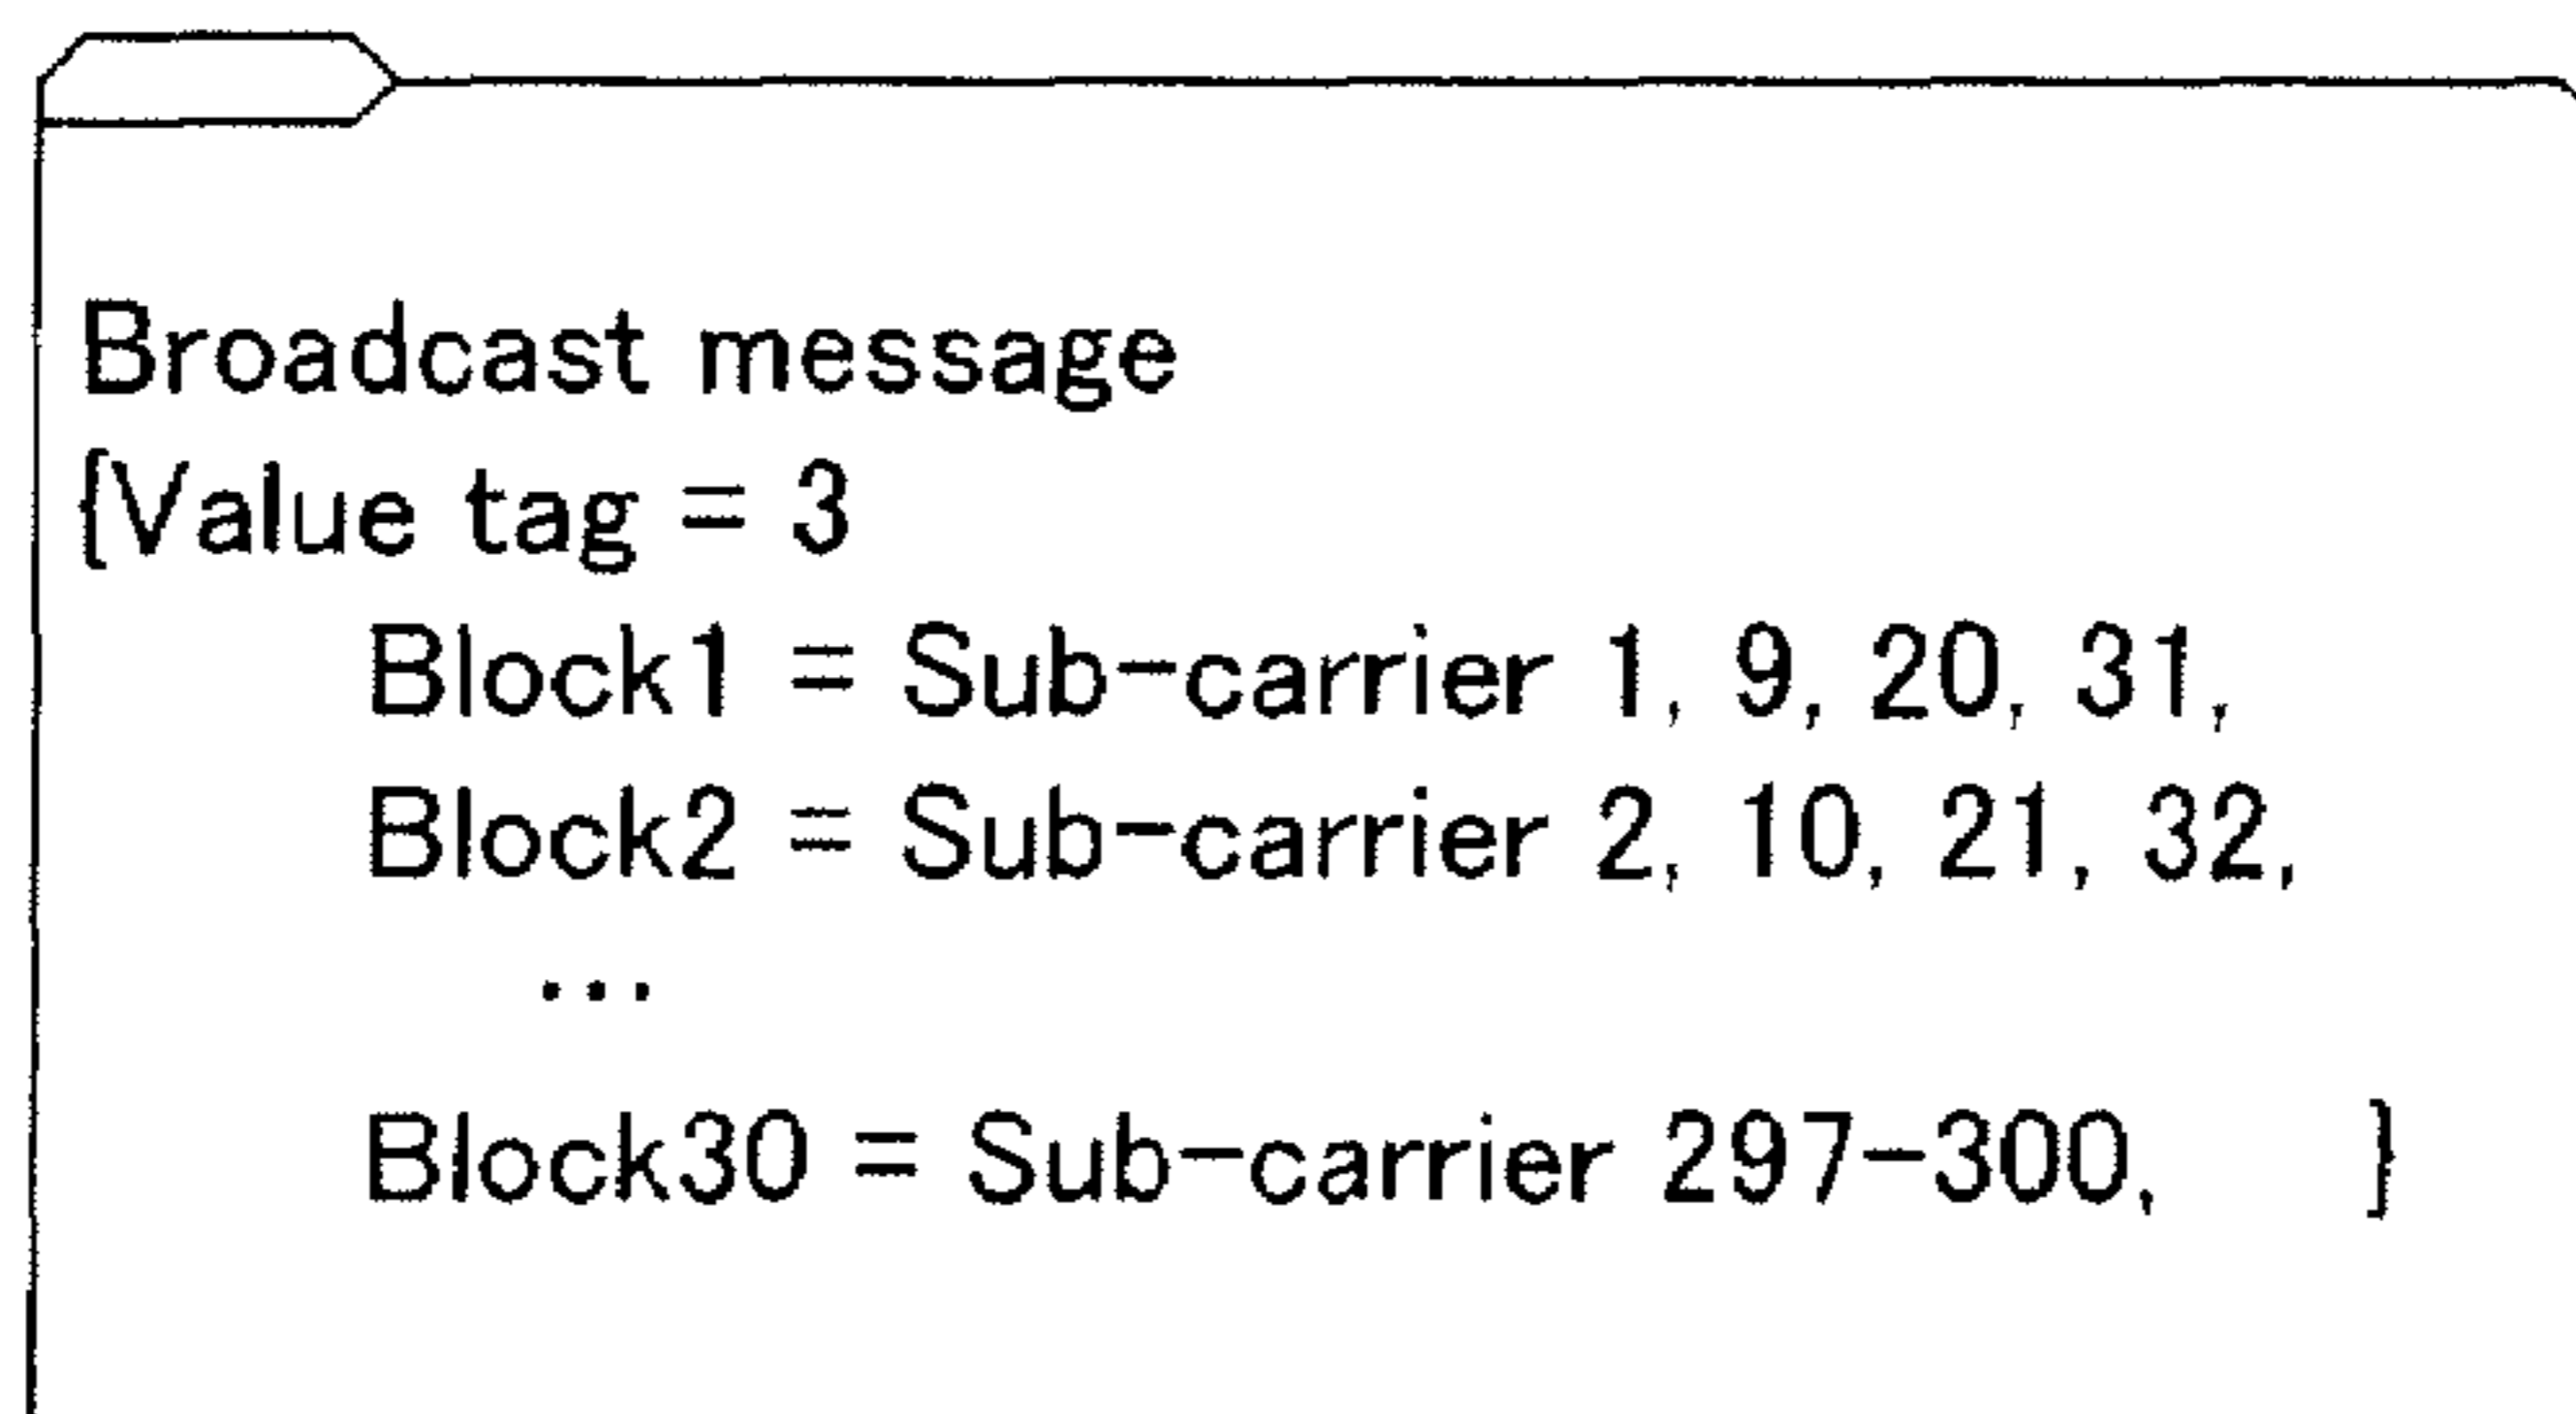 Broadcast message
{Value tag = 3
Block1 = Sub-carrier 1, 9, 20, 31,
Block2 = Sub-carrier 2, 10, 21, 32,
...
Block30 = Sub-carrier 297-300, }